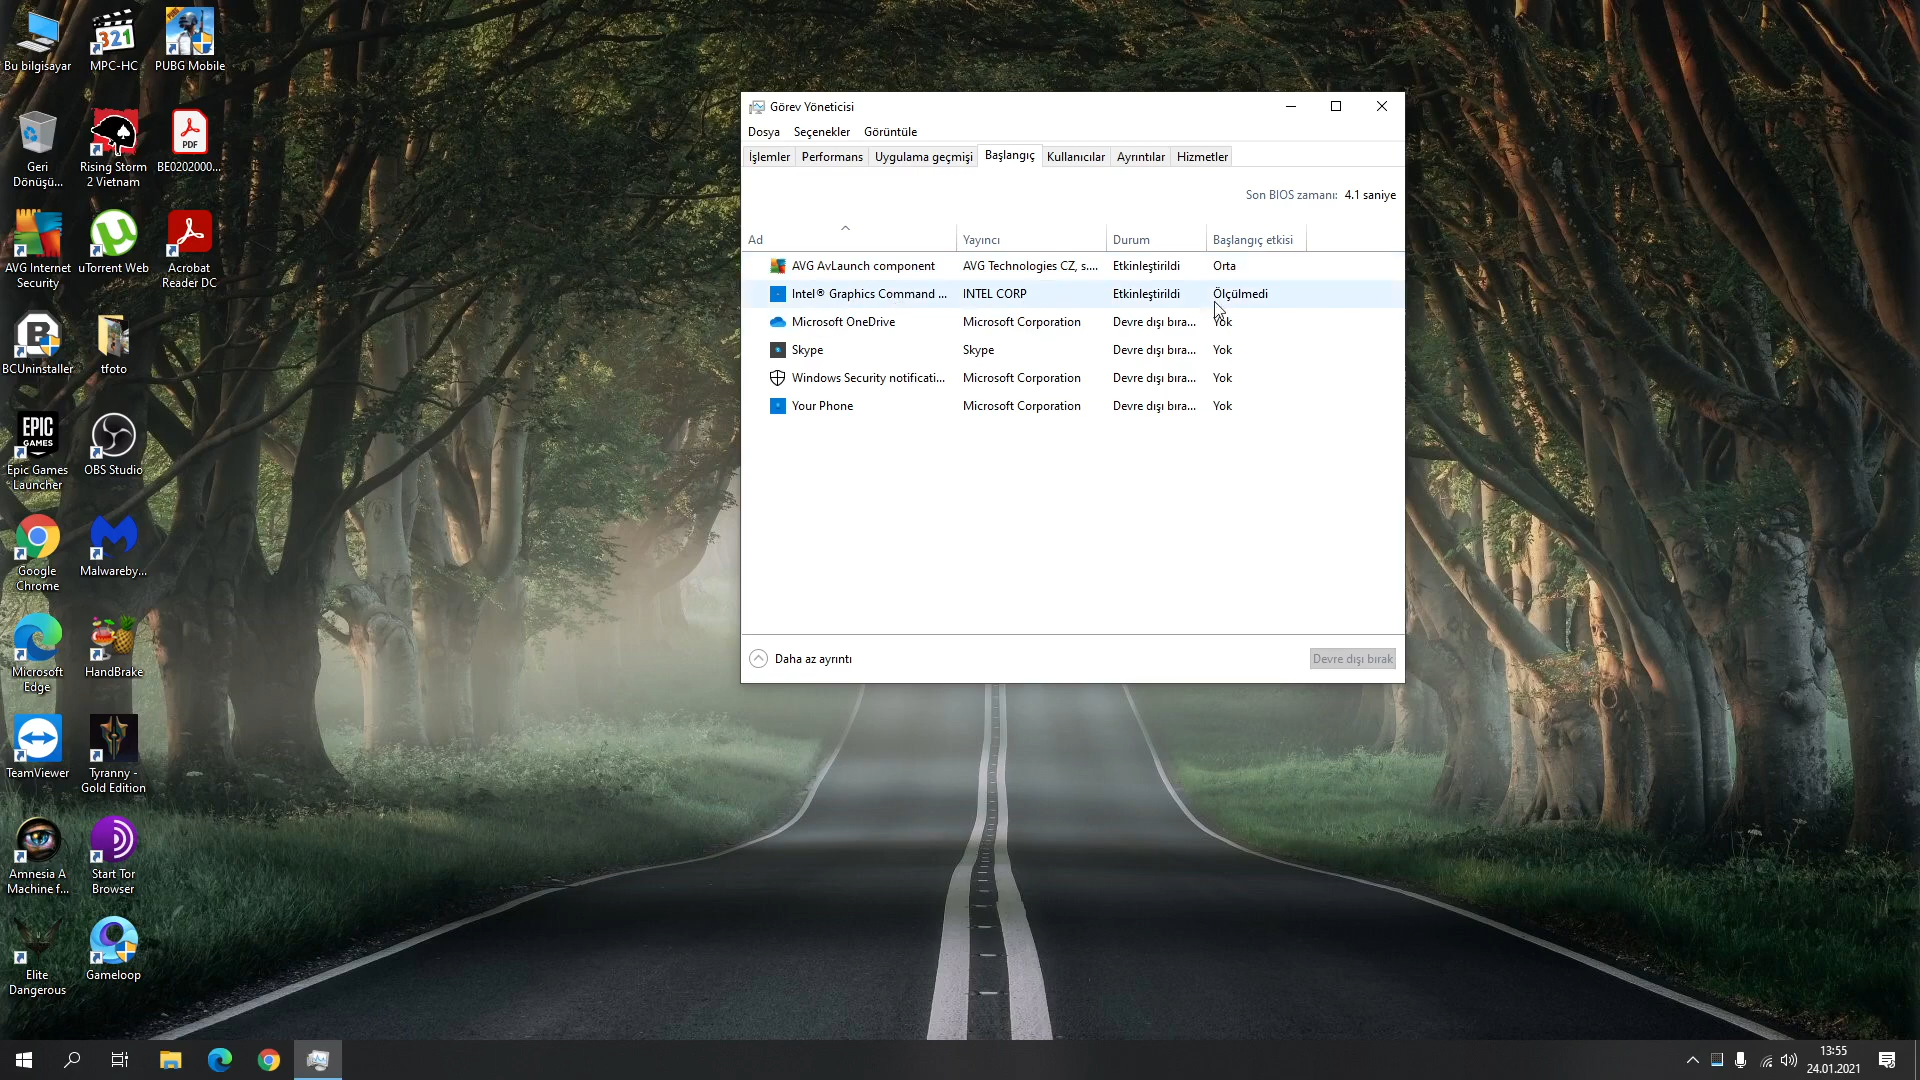 Bu bilgisayar
MPC-HC
PUBG Mobile
Geri
Dönüşü...
Rising Storm
2 Vietnam
BE0202000...
AVG Internet
Security
uTorrent Web
Acrobat
Reader DC
BCUninstaller
tfoto
Epic Games
Launcher
OBS Studio
Google
Chrome
Malwareby...
Microsoft
Edge
HandBrake
TeamViewer
Tyranny -
Gold Edition
Amnesia A
Machine f...
Start Tor
Browser
Elite
Dangerous
Gameloop
321
PDF
EPIC
GAMES
Görev Yöneticisi
Dosya Seçenekler Görüntüle
İşlemler Performans Uygulama geçmişi Başlangıç Kullanıcılar Ayrıntılar Hizmetler
Son BIOS zamanı: 4.1 saniye
Ad Yayıncı Durum Başlangıç etkisi
AVG AvLaunch component AVG Technologies CZ, s.... Etkinleştirildi Orta
Intel® Graphics Command ... INTEL CORP Etkinleştirildi Ölçülmedi
Microsoft OneDrive Microsoft Corporation Devre dışı bıra... Yok
Skype Skype Devre dışı bıra... Yok
Windows Security notificati... Microsoft Corporation Devre dışı bıra... Yok
Your Phone Microsoft Corporation Devre dışı bıra... Yok
Daha az ayrıntı
Devre dışı bırak
13:55
24.01.2021